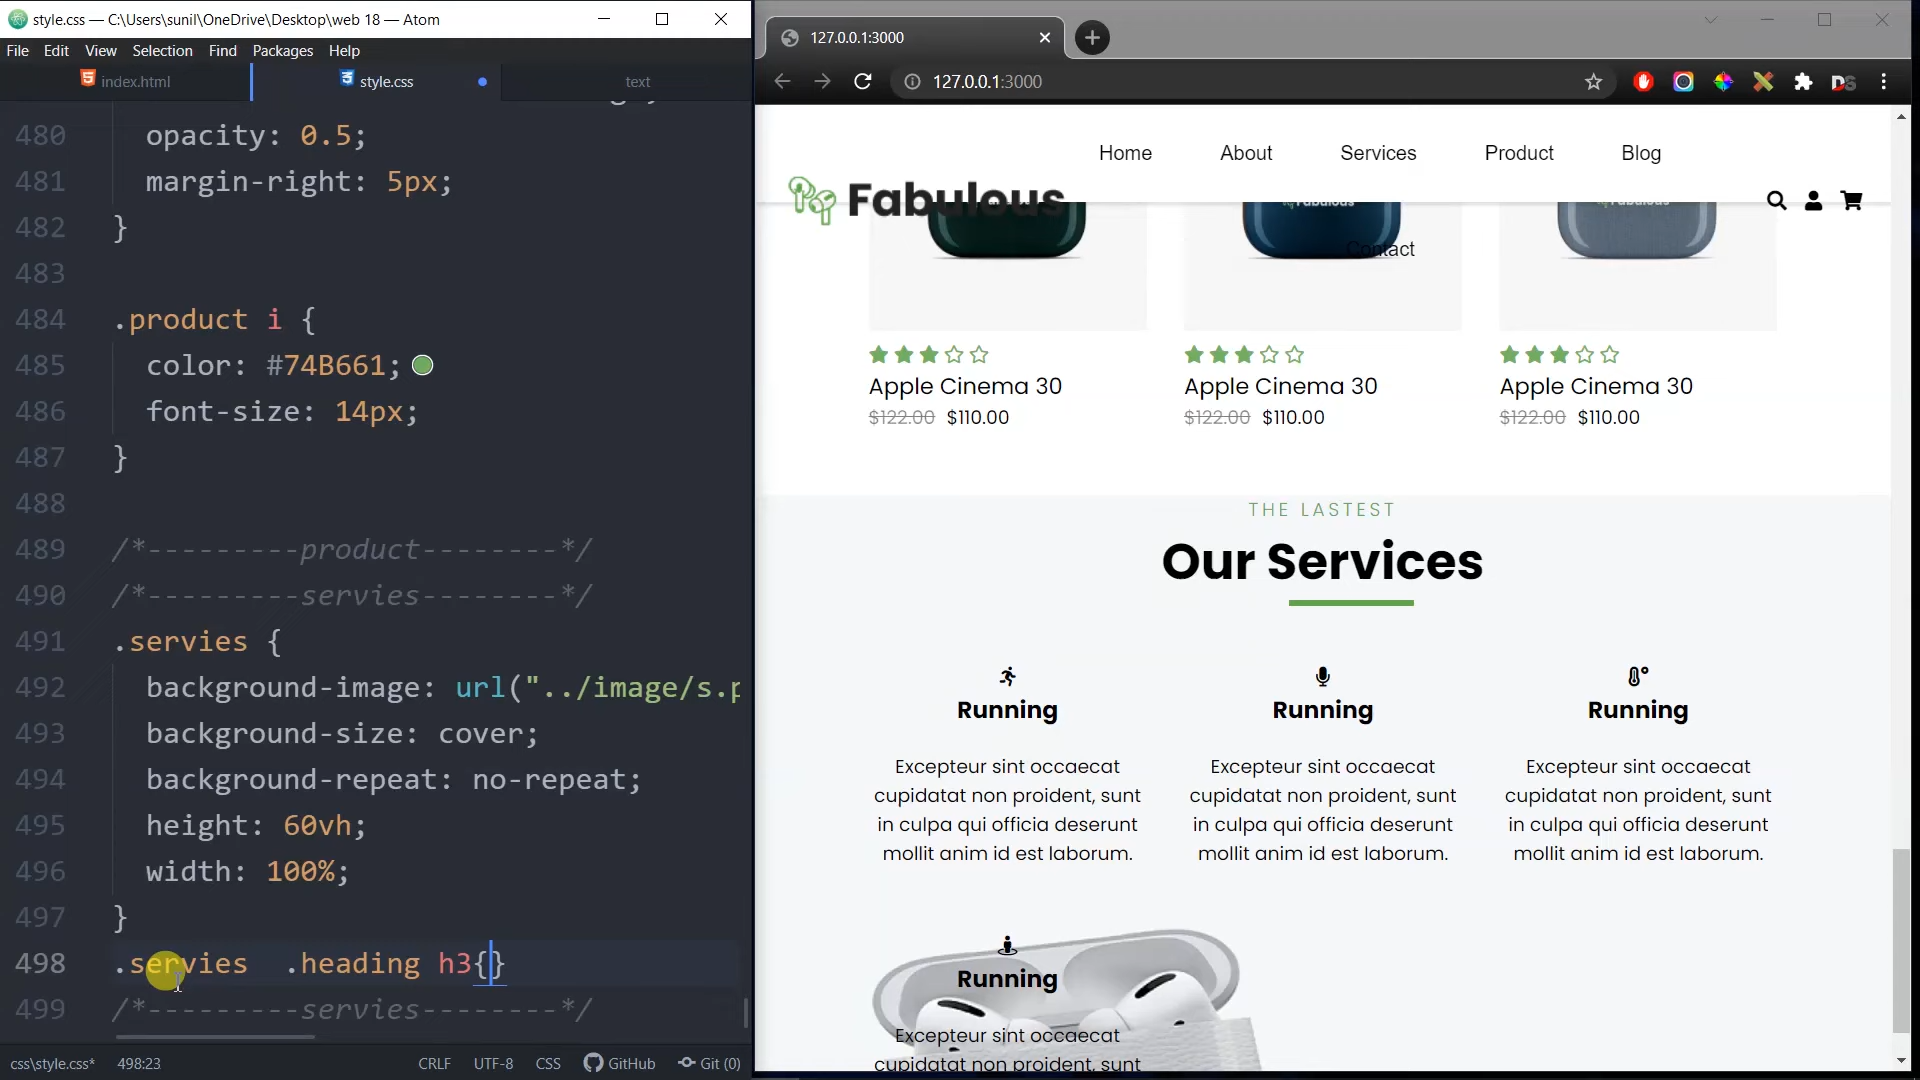 style.css — C:\Users\sunil\OneDrive\Desktop\web 18 — Atom
File Edit View Selection Find Packages Help
index.html style.css text
480 opacity: 0.5;
481 margin-right: 5px;
482 }
483
484 .product i {
485 color: #74B661;
486 font-size: 14px;
487 }
488
489 /*---------product--------*/
490 /*---------servies--------*/
491 .servies {
492 background-image: url("../image/s.p
493 background-size: cover;
494 background-repeat: no-repeat;
495 height: 60vh;
496 width: 100%;
497 }
498 .servies  .heading h3{}
499 /*---------servies--------*/
css\style.css* 498:23 CRLF UTF-8 CSS GitHub Git (0)
127.0.0.1:3000
127.0.0.1:3000
Home About Services Product Blog
Fabulous
Fabulous Fabulous
Contact
Apple Cinema 30 Apple Cinema 30 Apple Cinema 30
$122.00 $110.00 $122.00 $110.00 $122.00 $110.00
THE LASTEST
Our Services
Running Running Running
Excepteur sint occaecat Excepteur sint occaecat Excepteur sint occaecat
cupidatat non proident, sunt cupidatat non proident, sunt cupidatat non proident, sunt
in culpa qui officia deserunt in culpa qui officia deserunt in culpa qui officia deserunt
mollit anim id est laborum. mollit anim id est laborum. mollit anim id est laborum.
Running
Excepteur sint occaecat
cupidatat non proident, sunt